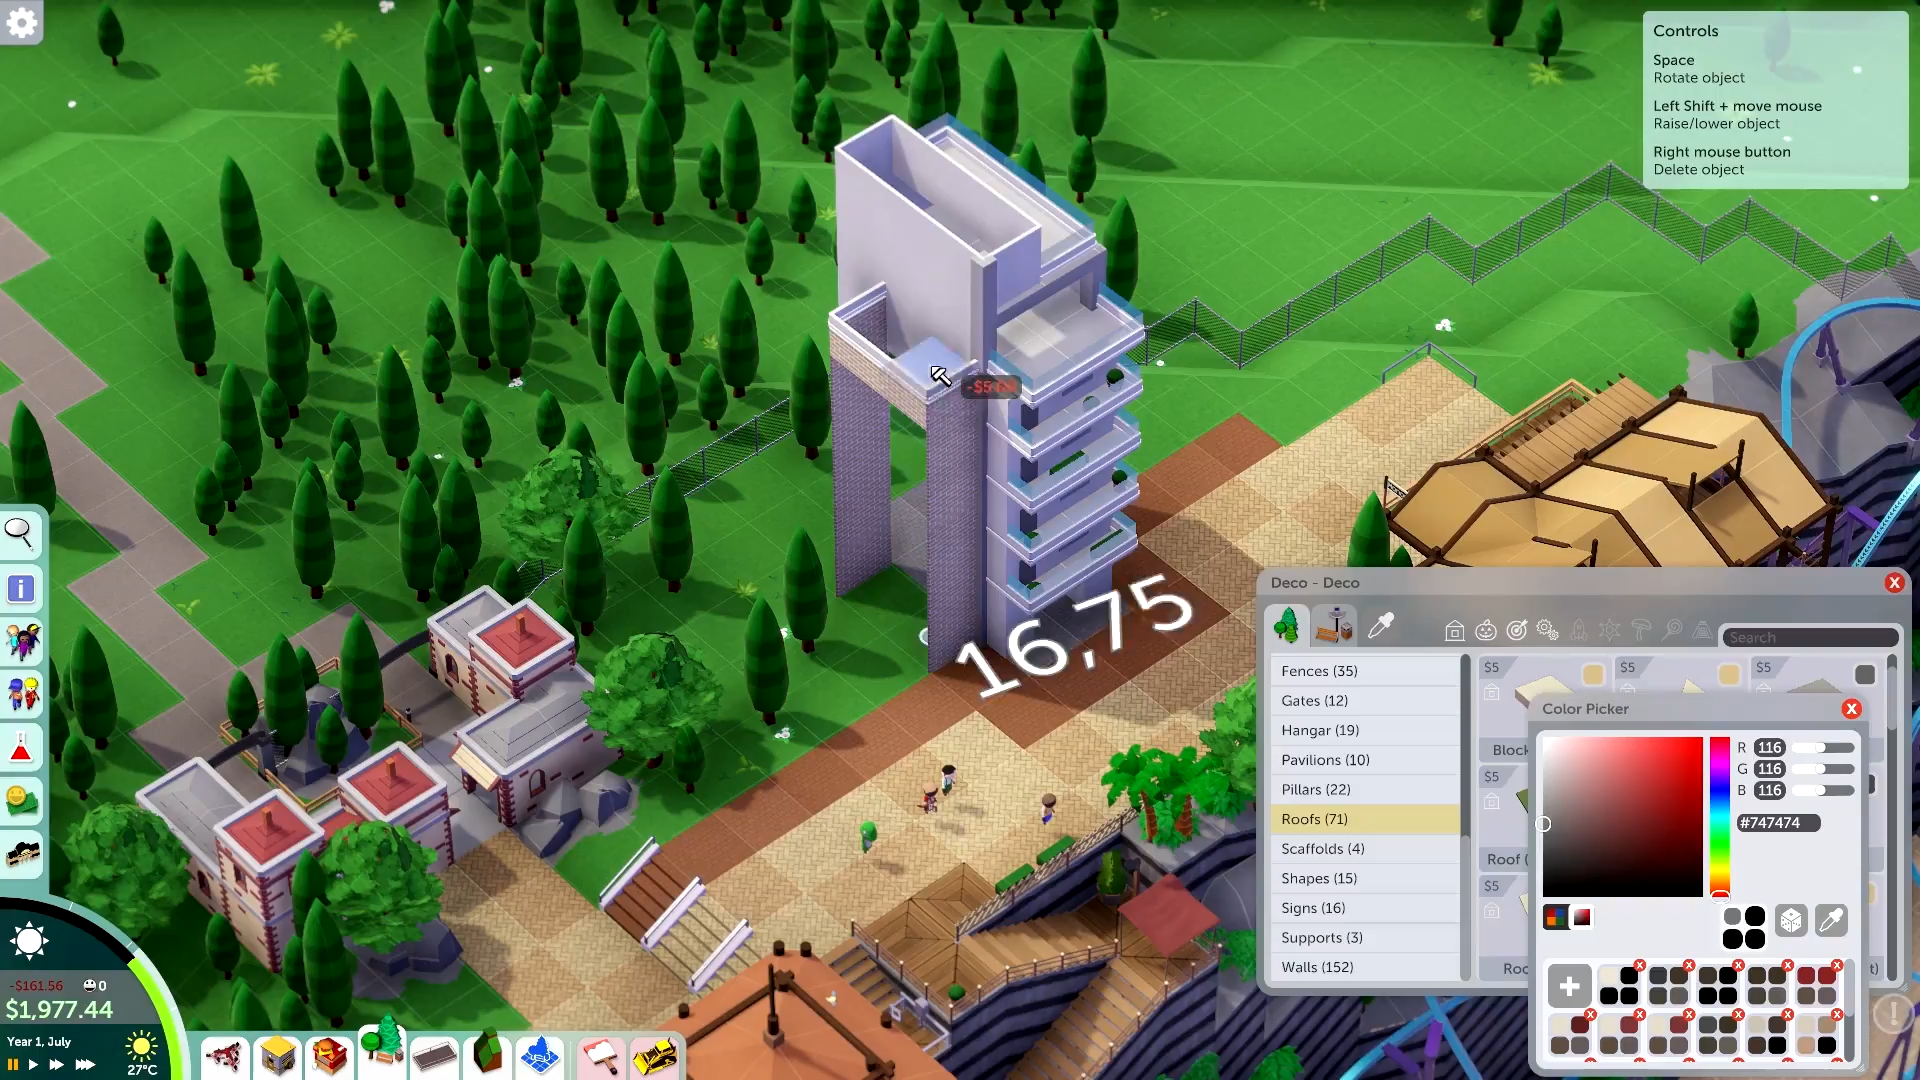 Controls
Space
Rotate object
Left Shift + move mouse
Raise/lower object
Right mouse button
Delete object
16,75
Deco - Deco
Search
Fences (35)
Gates (12)
Hangar (19)
Pavilions (10)
Pillars (22)
Roofs (71)
Scaffolds (4)
Shapes (15)
Signs (16)
Supports (3)
Walls (152)
$5
$5
$5
Block
$5
Roof (
$5
Color Picker
R 116
G 116
B 116
#747474
-$161.56
0
$1,977.44
Year 1, July
27°C